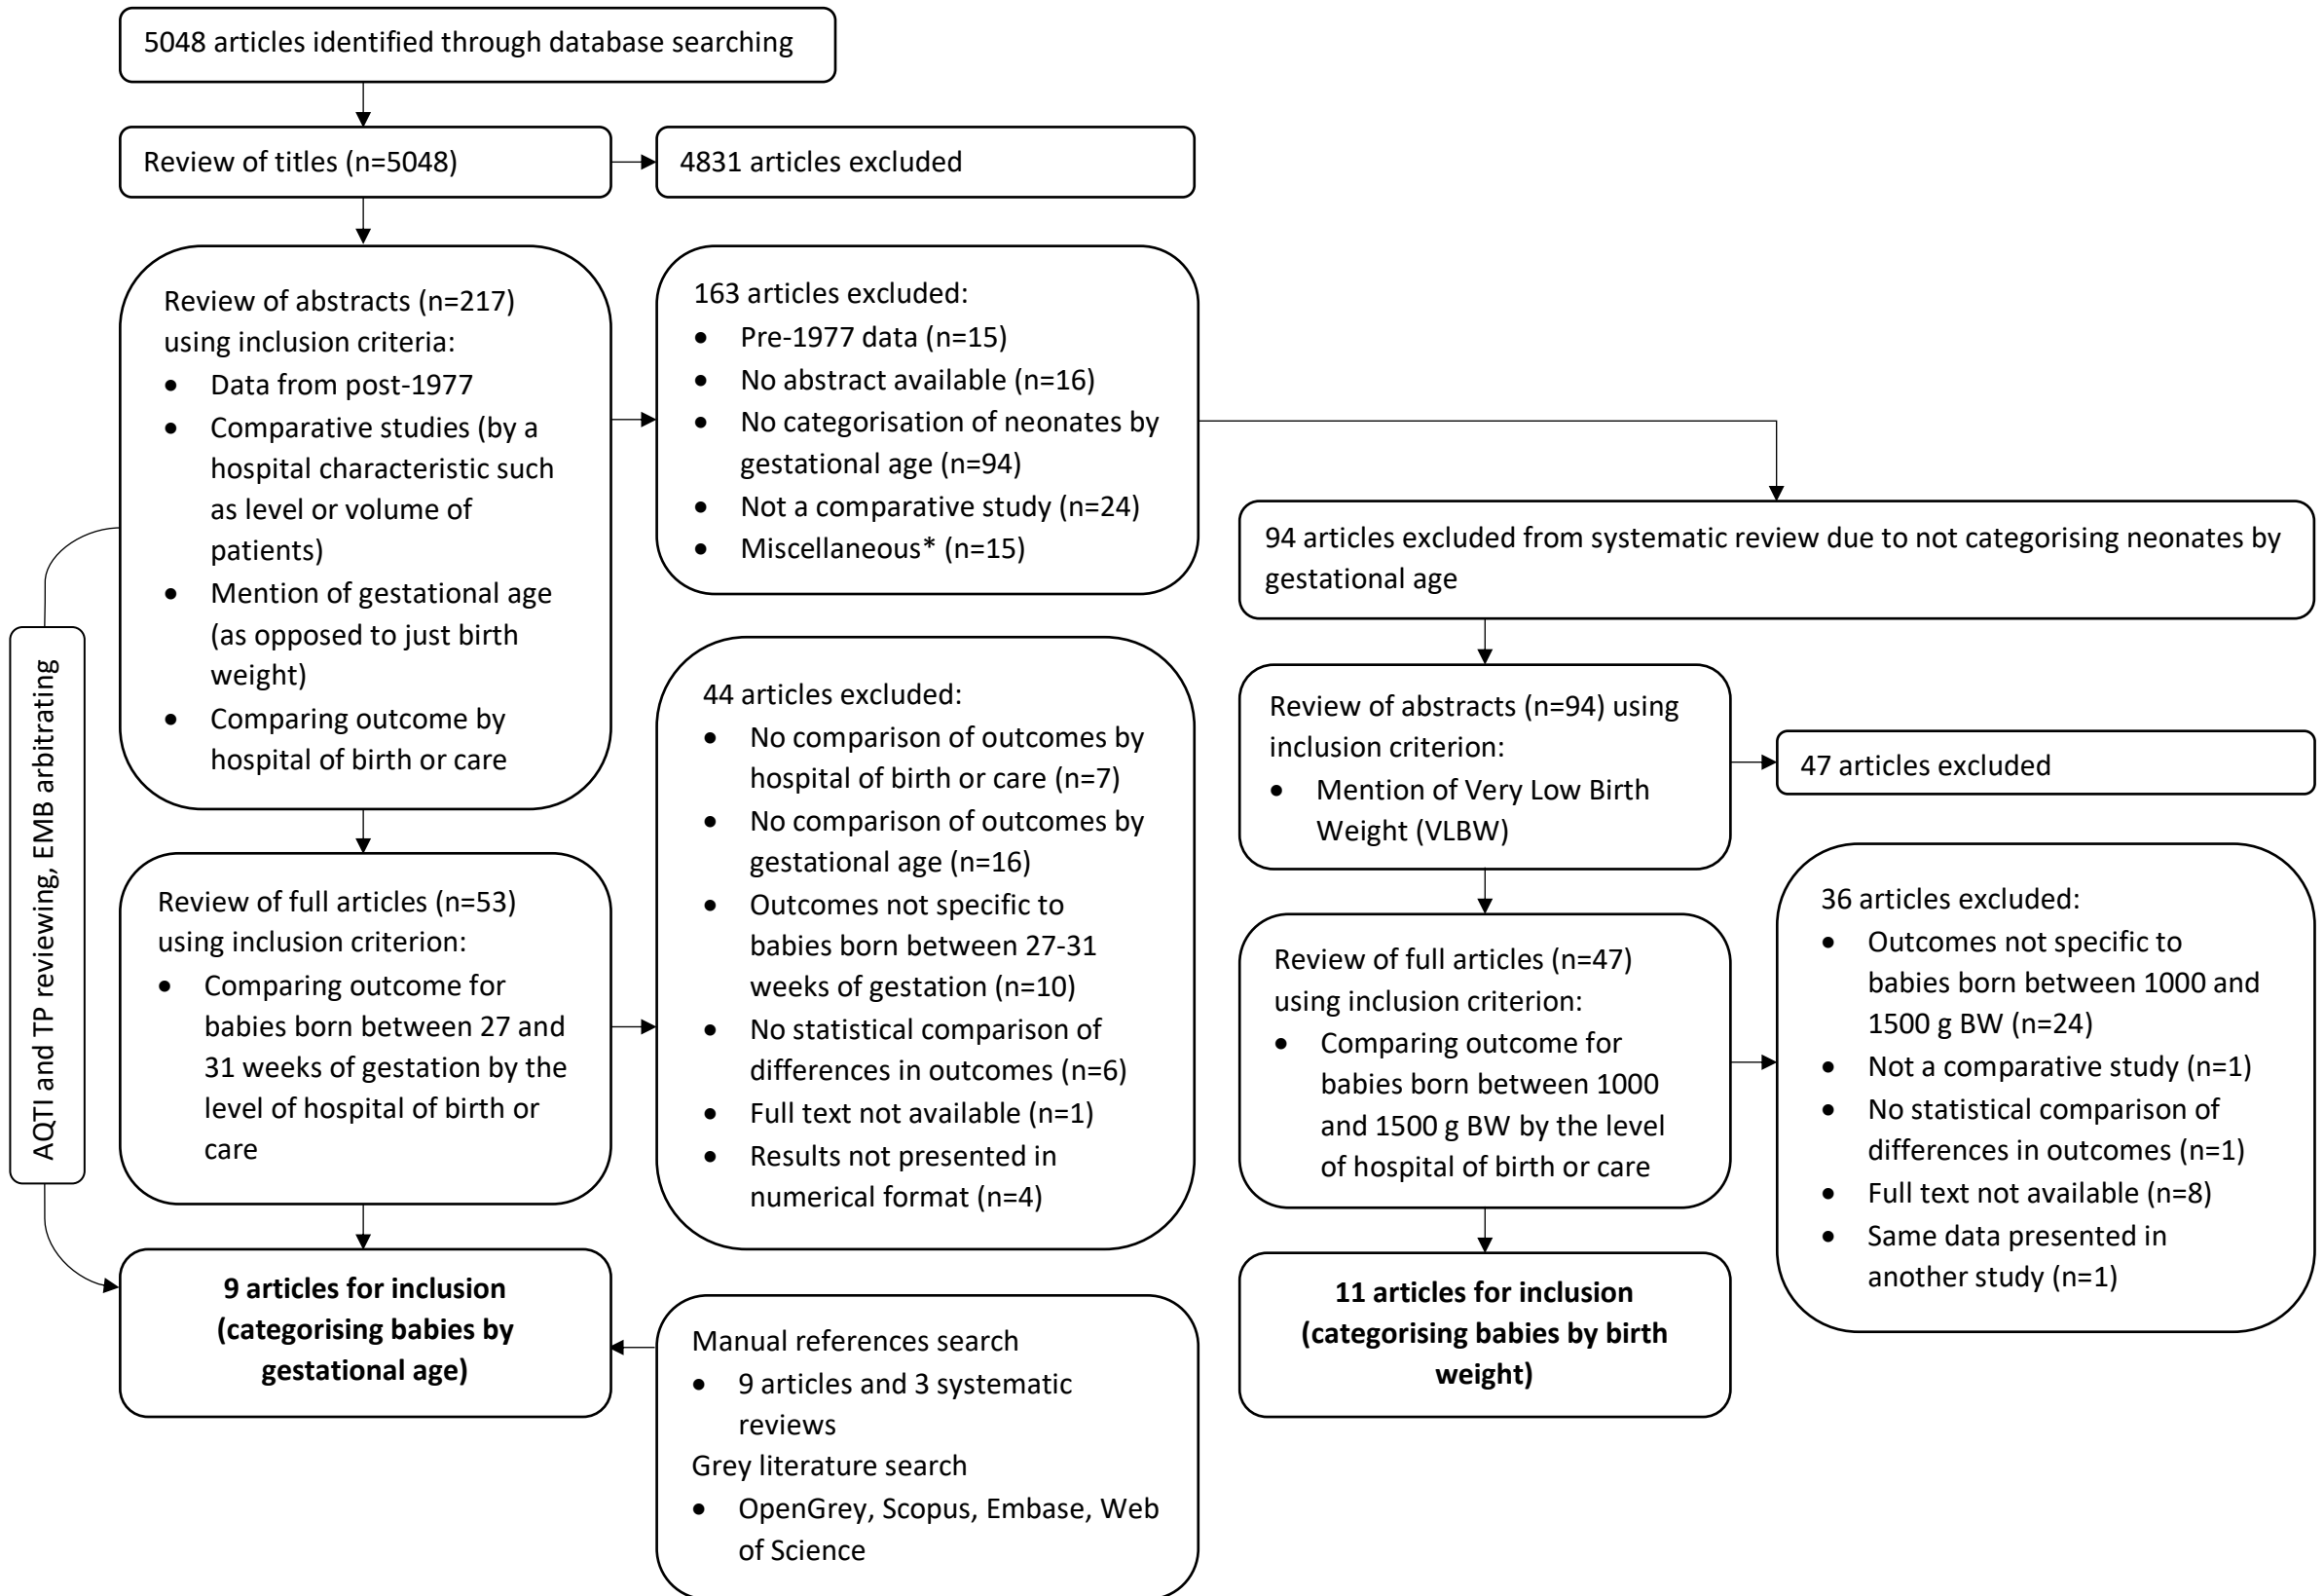 5048 articles identified through database searching
Review of titles (n=5048)
4831 articles excluded
Review of abstracts (n=217)
using inclusion criteria:
• Data from post-1977
• Comparative studies (by a
hospital characteristic such
as level or volume of
patients)
• Mention of gestational age
(as opposed to just birth
weight)
• Comparing outcome by
hospital of birth or care
163 articles excluded:
• Pre-1977 data (n=15)
• No abstract available (n=16)
• No categorisation of neonates by
gestational age (n=94)
• Not a comparative study (n=24)
• Miscellaneous* (n=15)
94 articles excluded from systematic review due to not categorising neonates by
gestational age
AQTI and TP reviewing, EMB arbitrating
Review of full articles (n=53)
using inclusion criterion:
• Comparing outcome for
babies born between 27 and
31 weeks of gestation by the
level of hospital of birth or
care
44 articles excluded:
• No comparison of outcomes by
hospital of birth or care (n=7)
• No comparison of outcomes by
gestational age (n=16)
• Outcomes not specific to
babies born between 27-31
weeks of gestation (n=10)
• No statistical comparison of
differences in outcomes (n=6)
• Full text not available (n=1)
• Results not presented in
numerical format (n=4)
Review of abstracts (n=94) using
inclusion criterion:
• Mention of Very Low Birth
Weight (VLBW)
47 articles excluded
Review of full articles (n=47)
using inclusion criterion:
• Comparing outcome for
babies born between 1000
and 1500 g BW by the level
of hospital of birth or care
36 articles excluded:
• Outcomes not specific to
babies born between 1000 and
1500 g BW (n=24)
• Not a comparative study (n=1)
• No statistical comparison of
differences in outcomes (n=1)
• Full text not available (n=8)
• Same data presented in
another study (n=1)
9 articles for inclusion
(categorising babies by
gestational age)
Manual references search
• 9 articles and 3 systematic
reviews
Grey literature search
• OpenGrey, Scopus, Embase, Web
of Science
11 articles for inclusion
(categorising babies by birth
weight)